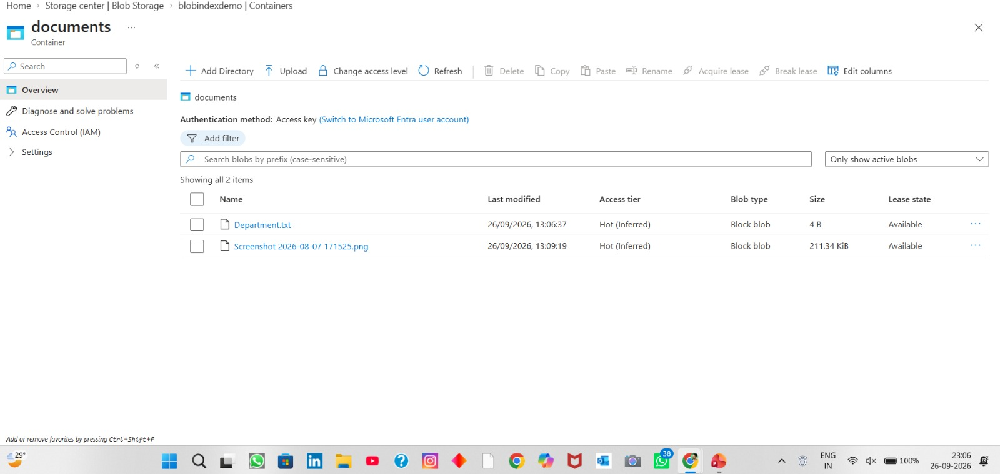 Home > Storage center | Blob Storage > blobindexdemo | Containers
documents ...
Container
Search
Add Directory Upload Change access level Refresh Delete Copy Paste Rename Acquire lease Break lease Edit columns
Overview
Diagnose and solve problems
Access Control (IAM)
Settings
documents
Authentication method: Access key (Switch to Microsoft Entra user account)
Add filter
Search blobs by prefix (case-sensitive) Only show active blobs
Showing all 2 items
Name Last modified Access tier Blob type Size Lease state
Department.txt 26/09/2026, 13:06:37 Hot (Inferred) Block blob 4 B Available ...
Screenshot 2026-08-07 171525.png 26/09/2026, 13:09:19 Hot (Inferred) Block blob 211.34 KiB Available ...
Add or remove favorites by pressing Ctrl+Shift+F
29° 38 ENG 100% 23:06
IN 26-09-2026